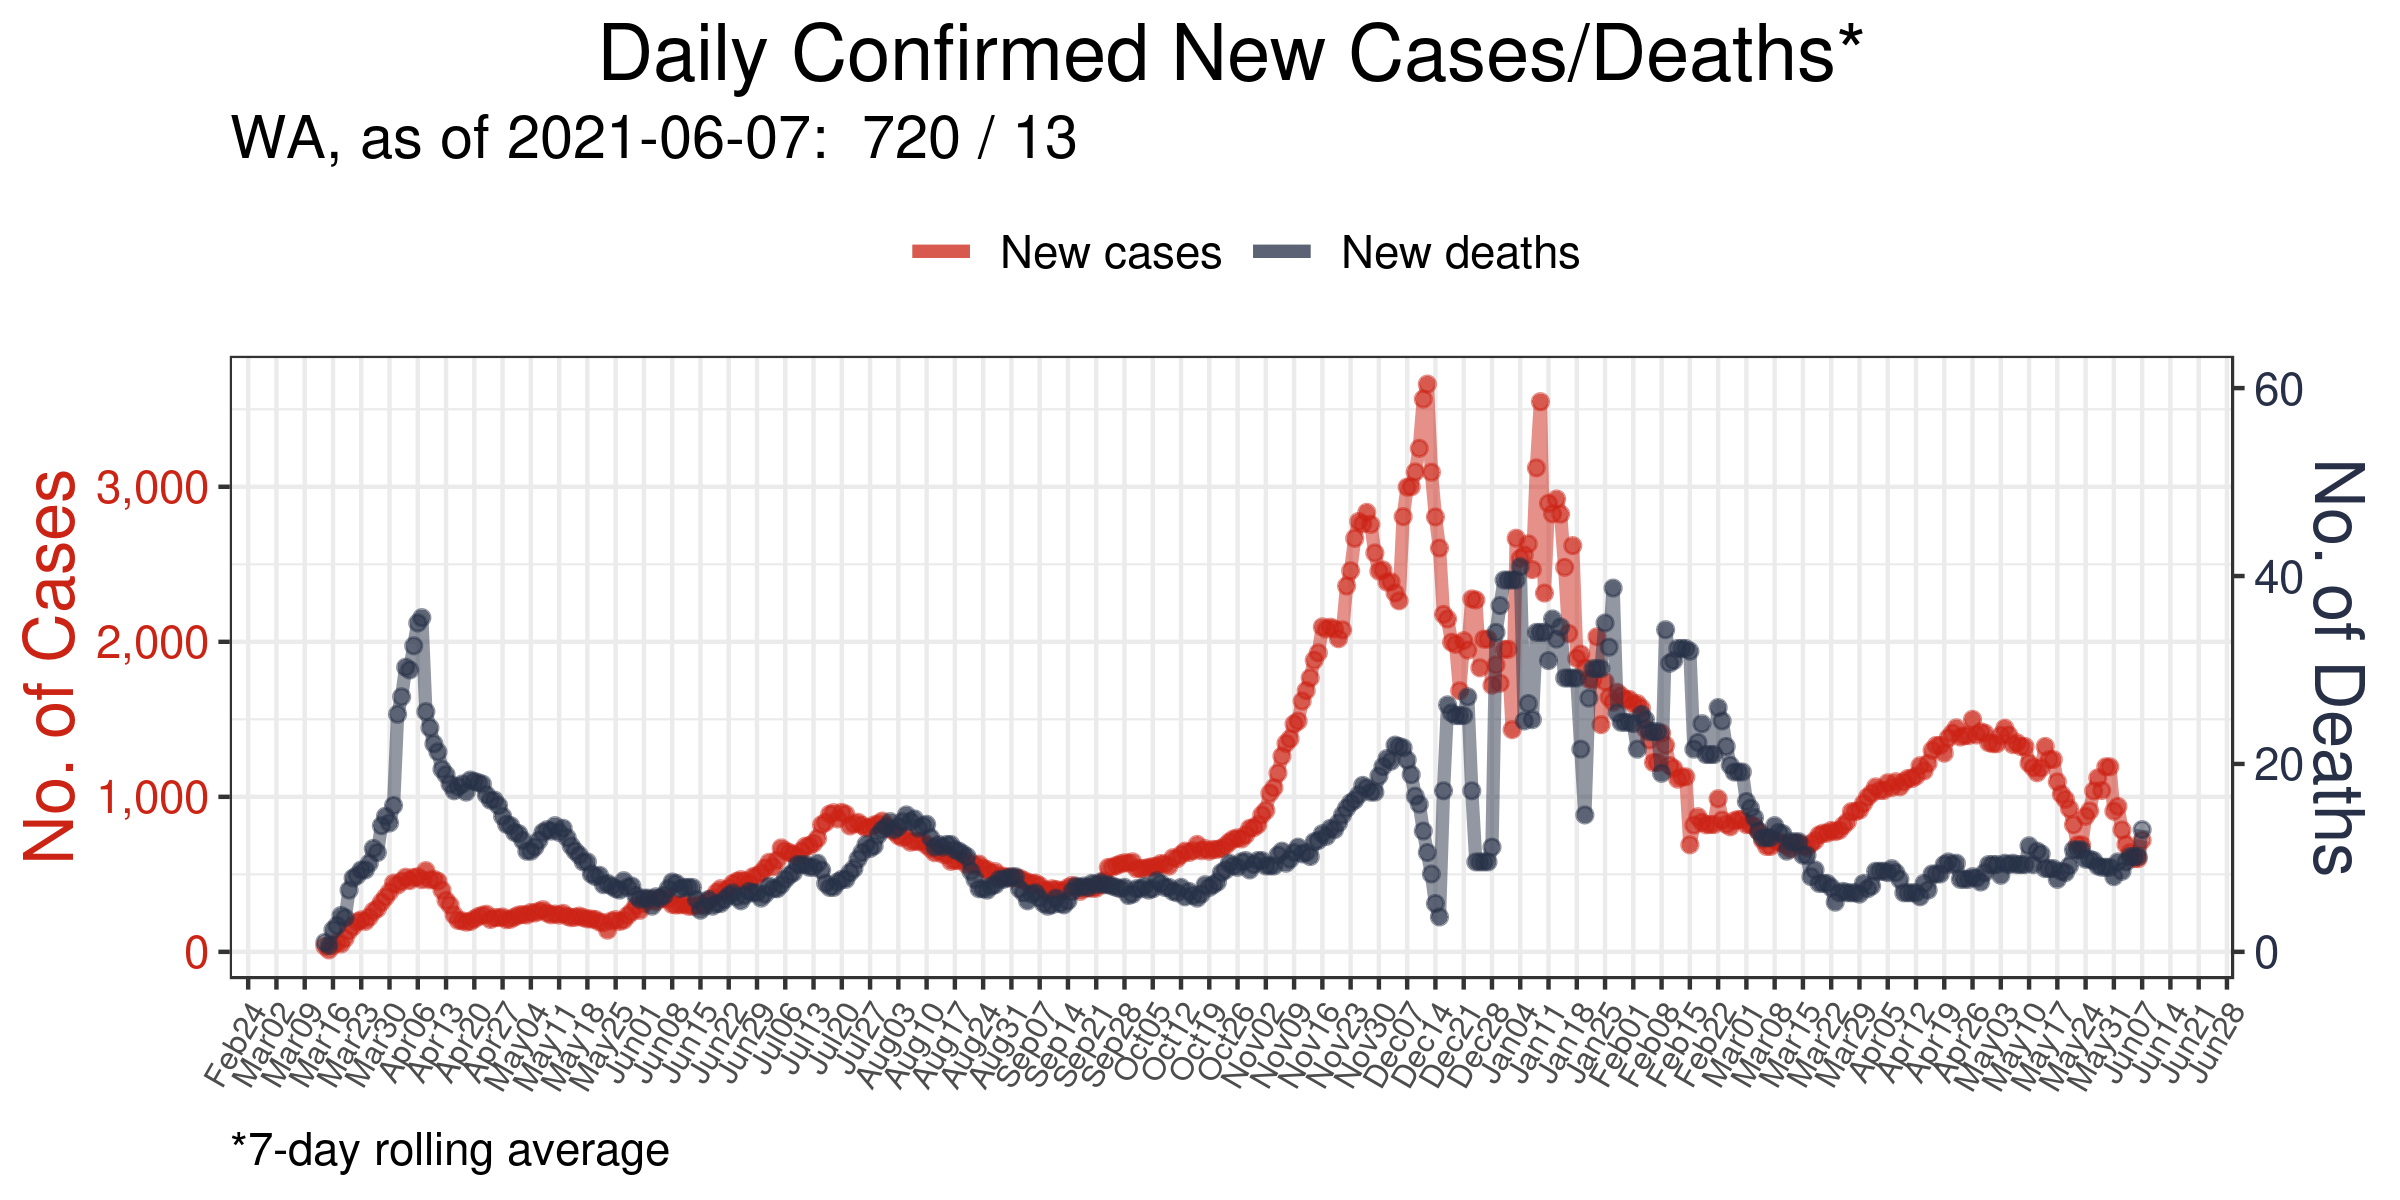 Daily Confirmed New Cases/Deaths*
WA, as of 2021-06-07:  720 / 13
New cases
New deaths
No. of Cases
3,000
2,000
1,000
0
60
40
20
0
No. of Deaths
Feb24
Mar02
Mar09
Mar16
Mar23
Mar30
Apr06
Apr13
Apr20
Apr27
May04
May11
May18
May25
Jun01
Jun08
Jun15
Jun22
Jun29
Jul06
Jul13
Jul20
Jul27
Aug03
Aug10
Aug17
Aug24
Aug31
Sep07
Sep14
Sep21
Sep28
Oct05
Oct12
Oct19
Oct26
Nov02
Nov09
Nov16
Nov23
Nov30
Dec07
Dec14
Dec21
Dec28
Jan04
Jan11
Jan18
Jan25
Feb01
Feb08
Feb15
Feb22
Mar01
Mar08
Mar15
Mar22
Mar29
Apr05
Apr12
Apr19
Apr26
May03
May10
May17
May24
May31
Jun07
Jun14
Jun21
Jun28
*7-day rolling average